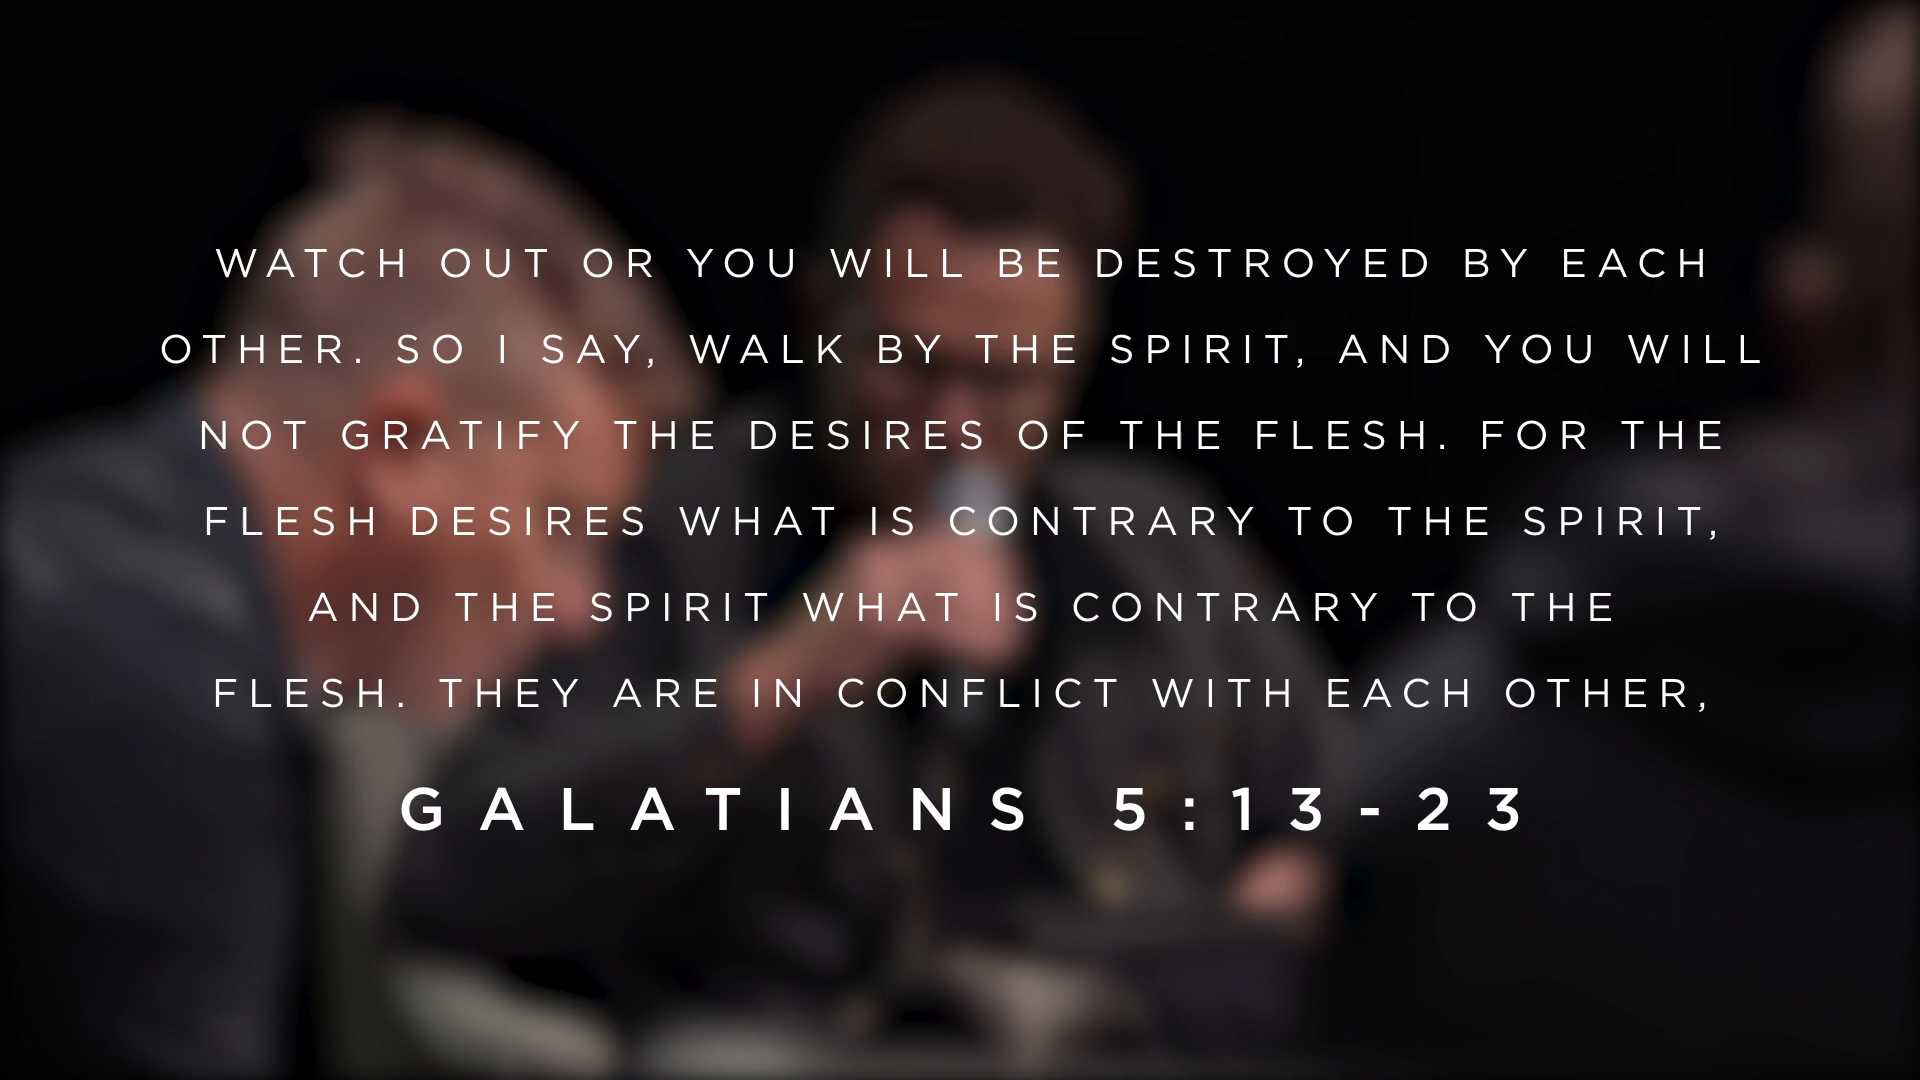 WATCH OUT OR YOU WILL BE DESTROYED BY EACH
OTHER. SO I SAY, WALK BY THE SPIRIT, AND YOU WILL
NOT GRATIFY THE DESIRES OF THE FLESH. FOR THE
FLESH DESIRES WHAT IS CONTRARY TO THE SPIRIT,
AND THE SPIRIT WHAT IS CONTRARY TO THE
FLESH. THEY ARE IN CONFLICT WITH EACH OTHER,
GALATIANS 5:13-23